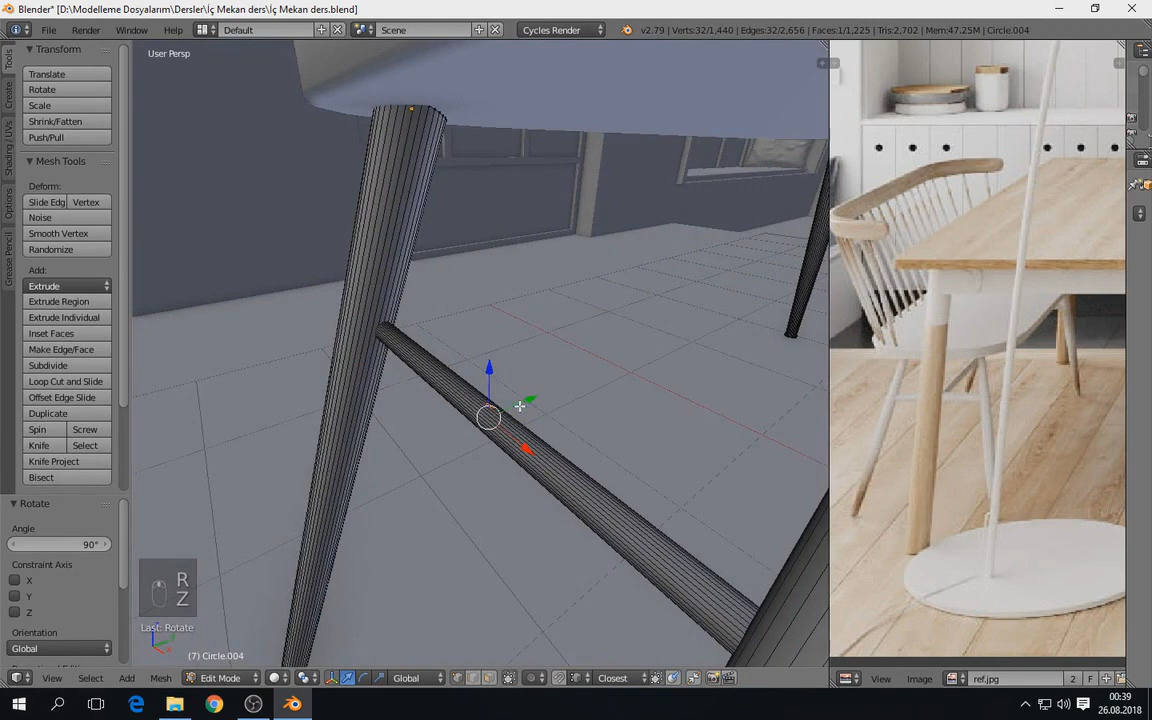 Blender* [D:\Modelleme Dosyalarım\Dersler\İç Mekan ders\İç Mekan ders.blend]
File Render Window Help Default Scene Cycles Render v2.79 | Verts:32/1,440 | Edges:32/2,656 | Faces:1/1,225 | Tris:2,702 | Mem:47.25M | Circle.004
Tools
Create
Shading / UVs
Options
Grease Pencil
Transform
Translate
Rotate
Scale
Shrink/Fatten
Push/Pull
Mesh Tools
Deform:
Slide Edg Vertex
Noise
Smooth Vertex
Randomize
Add:
Extrude
Extrude Region
Extrude Individual
Inset Faces
Make Edge/Face
Subdivide
Loop Cut and Slide
Offset Edge Slide
Duplicate
Spin Screw
Knife Select
Knife Project
Bisect
Rotate
Angle
90°
Constraint Axis
X
Y
Z
Orientation
Global
User Persp
R
Z
Last: Rotate
(7) Circle.004
View Select Add Mesh Edit Mode Global Closest
View Image ref.jpg 2 F
00:39
26.08.2018